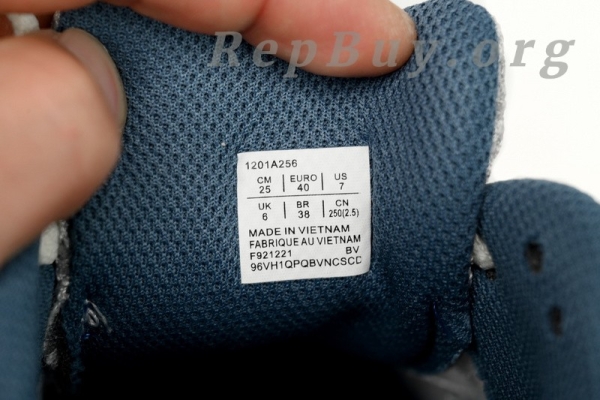 RepBuy.org
1201A256
CM EURO US
25 40 7
UK BR CN
6 38 250(2.5)
MADE IN VIETNAM
FABRIQUE AU VIETNAM
F921221 BV
96VH1QPQBVNCSCC